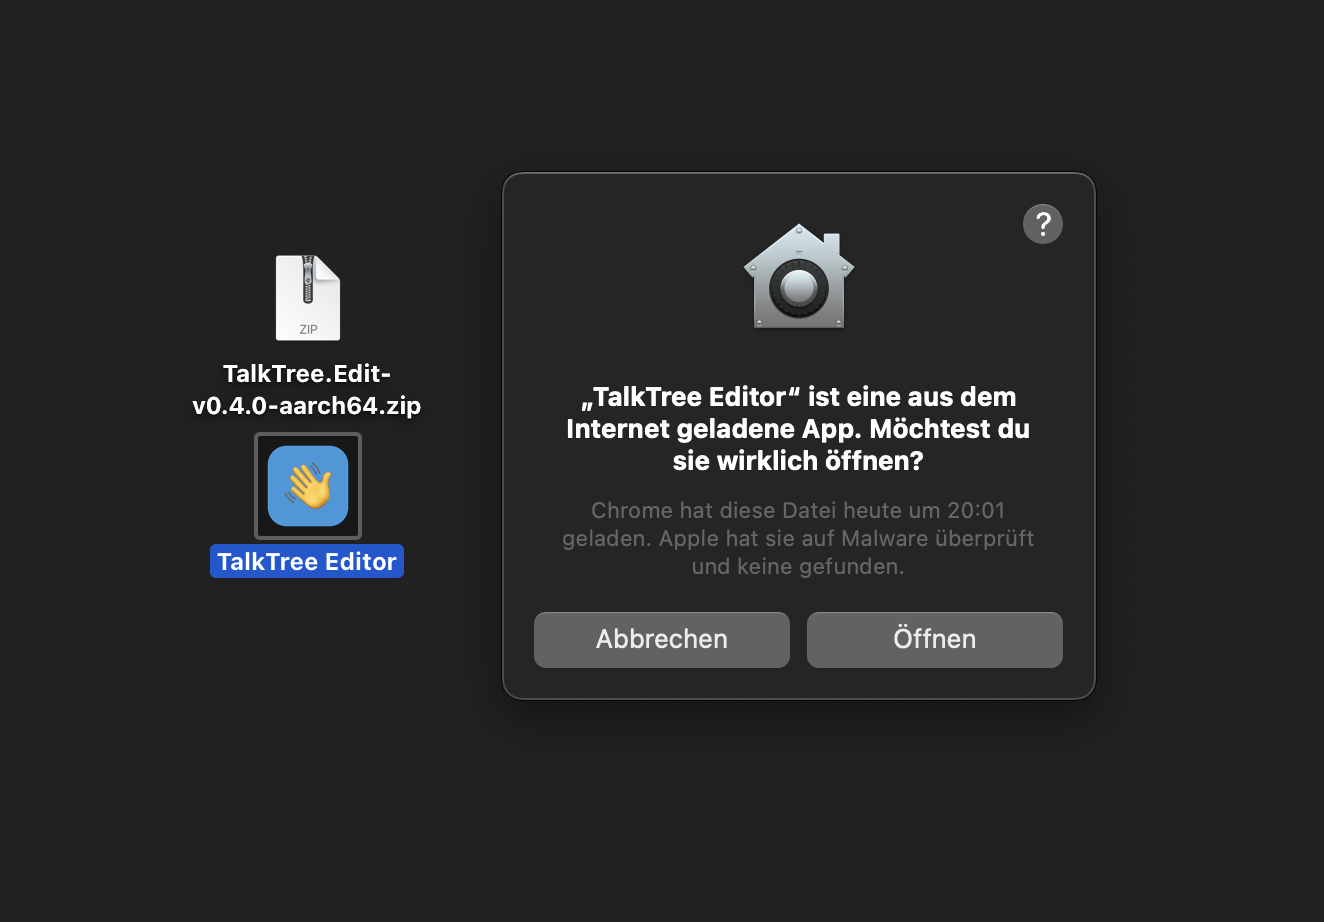 ZIP
TalkTree.Edit-
v0.4.0-aarch64.zip
TalkTree Editor
?
„TalkTree Editor“ ist eine aus dem
Internet geladene App. Möchtest du
sie wirklich öffnen?
Chrome hat diese Datei heute um 20:01
geladen. Apple hat sie auf Malware überprüft
und keine gefunden.
Abbrechen
Öffnen